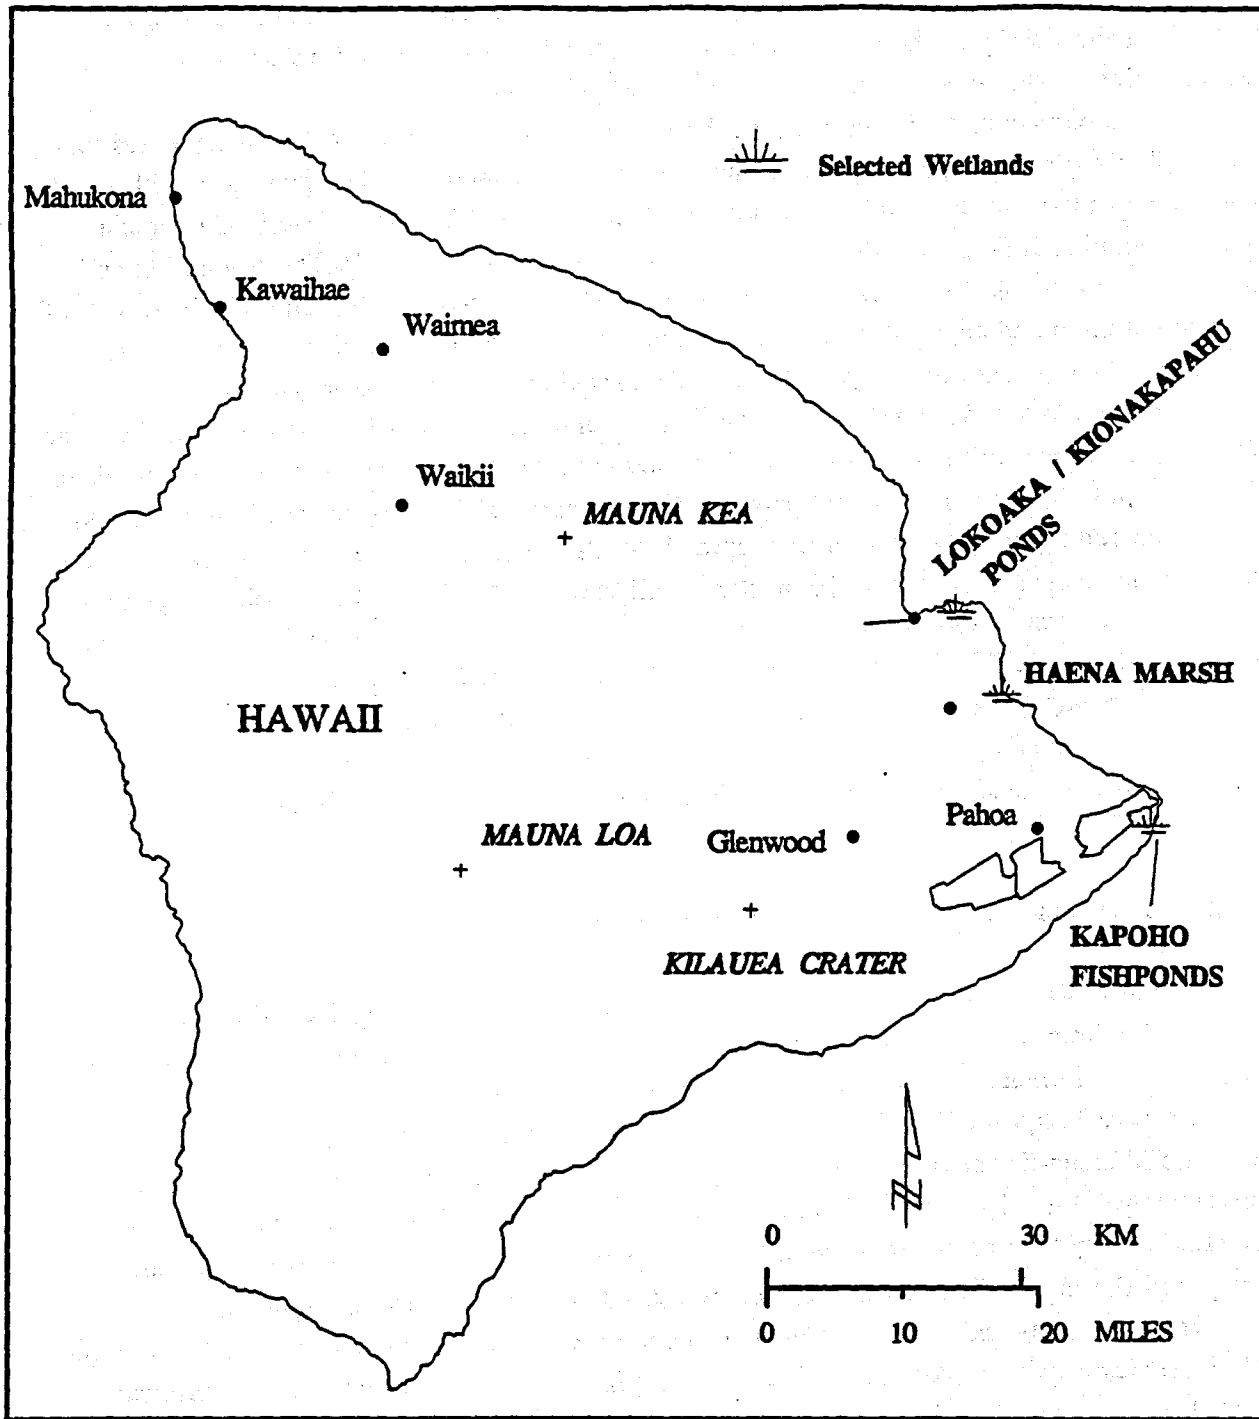 Selected Wetlands
Mahukona
Kawaihae
Waimea
LOKOAKA / KIONAKAPAHU
PONDS
Waikii
MAUNA KEA
HAENA MARSH
HAWAII
MAUNA LOA
Glenwood
Pahoa
KILAUEA CRATER
KAPOHO
FISHPONDS
N
0 30 KM
0 10 20 MILES